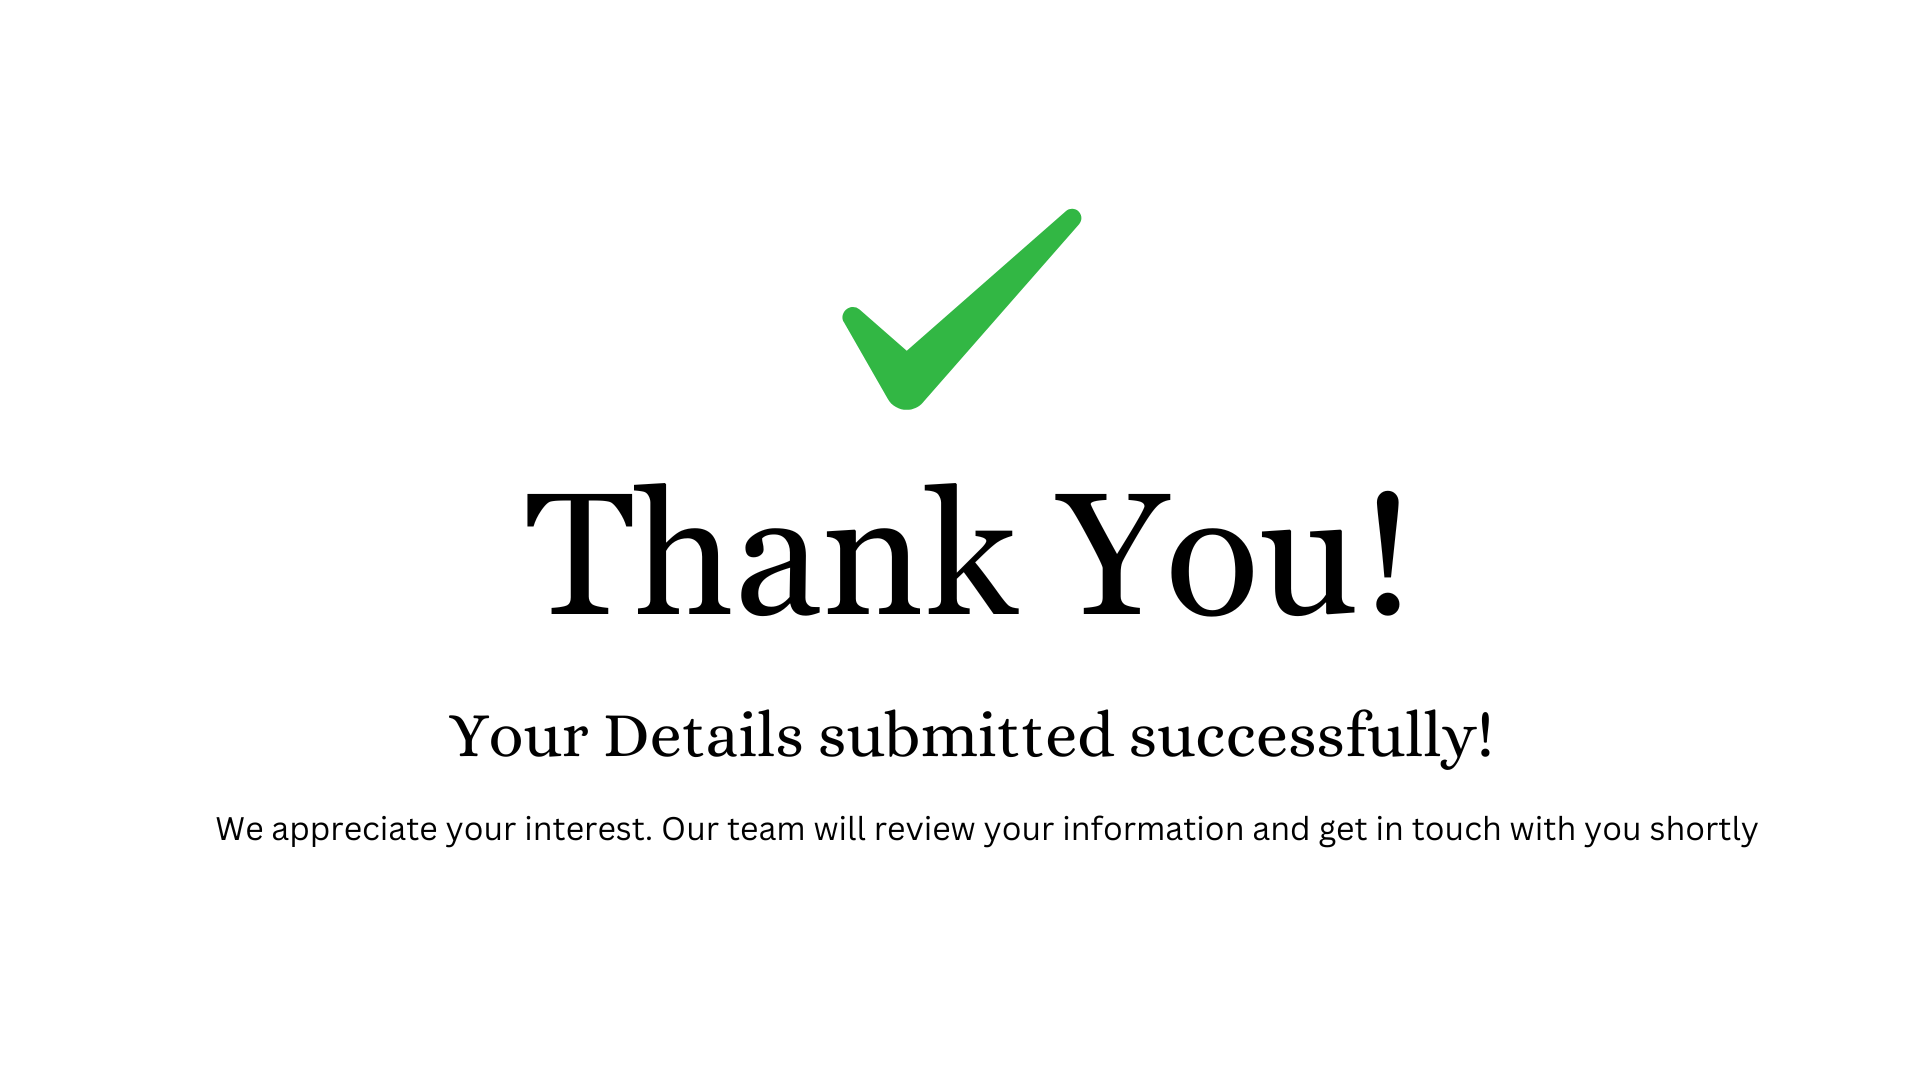 Thank You!
Your Details submitted successfully!
We appreciate your interest. Our team will review your information and get in touch with you shortly